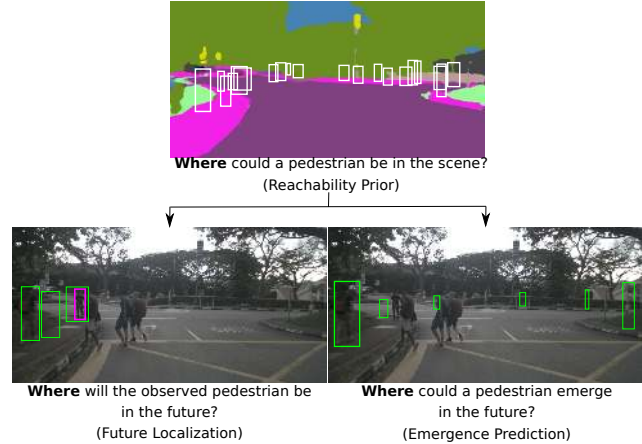 Where could a pedestrian be in the scene?
(Reachability Prior)
Where will the observed pedestrian be
in the future?
(Future Localization)
Where could a pedestrian emerge
in the future?
(Emergence Prediction)